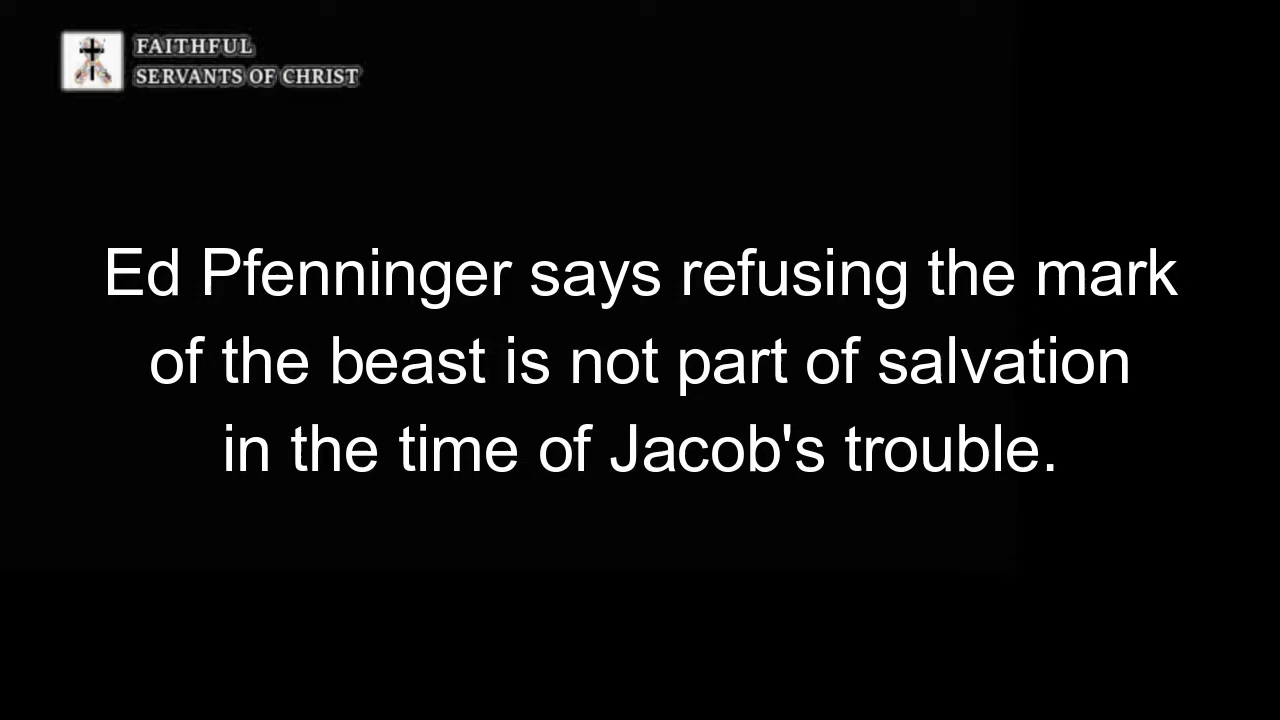 FAITHFUL
SERVANTS OF CHRIST
Ed Pfenninger says refusing the mark
of the beast is not part of salvation
in the time of Jacob's trouble.